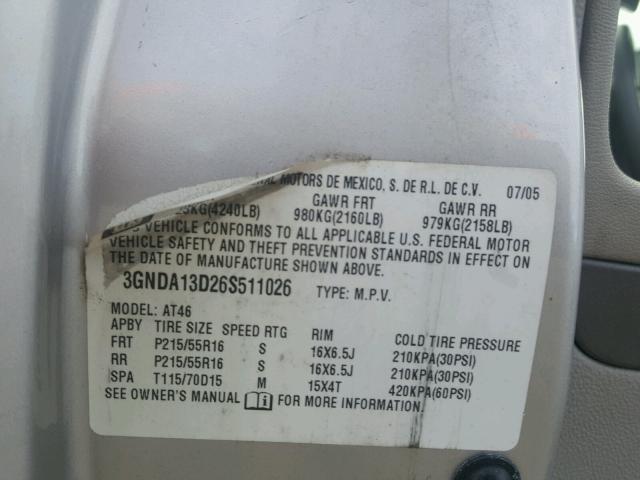 MOTORS DE MEXICO, S. DE R.L. DE C.V. 07/05
GAWR FRT GAWR RR
KG(4240LB) 980KG(2160LB) 979KG(2158LB)
VEHICLE CONFORMS TO ALL APPLICABLE U.S. FEDERAL MOTOR
VEHICLE SAFETY AND THEFT PREVENTION STANDARDS IN EFFECT ON
THE DATE OF MANUFACTURE SHOWN ABOVE.
3GNDA13D26S511026 TYPE: M.P.V.
MODEL: AT46
APBY TIRE SIZE SPEED RTG RIM COLD TIRE PRESSURE
FRT P215/55R16 S 16X6.5J 210KPA(30PSI)
RR P215/55R16 S 16X6.5J 210KPA(30PSI)
SPA T115/70D15 M 15X4T 420KPA(60PSI)
SEE OWNER'S MANUAL FOR MORE INFORMATION.